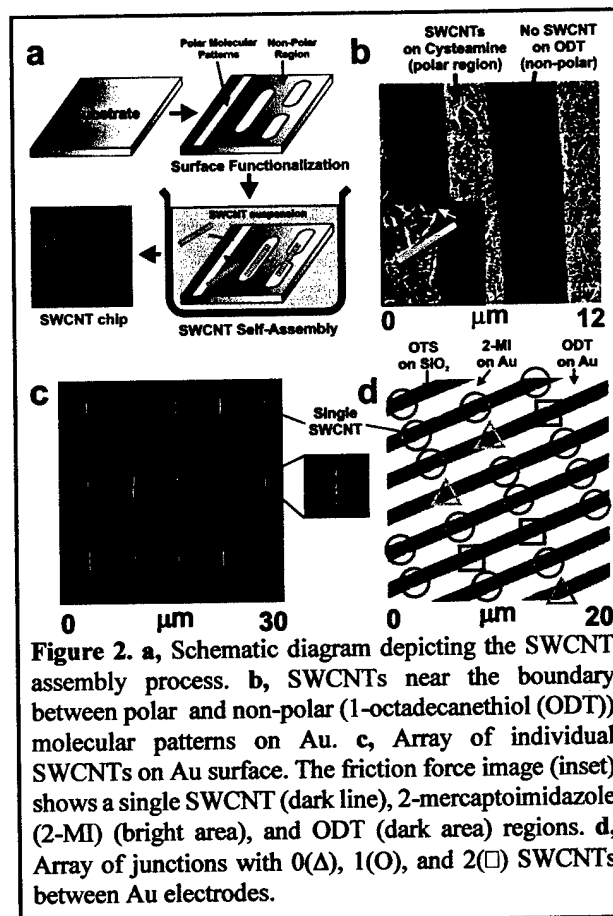 a
Polar Molecular Patterns
Non-Polar Region
Substrate
Surface Functionalization
SWCNT suspension
SWCNT chip
SWCNT Self-Assembly
b
SWCNTs on Cysteamine (polar region)
No SWCNT on ODT (non-polar)
0 μm 12
c
Single SWCNT
0 μm 30
d
OTS on SiO₂
2-MI on Au
ODT on Au
0 μm 20
Figure 2. a, Schematic diagram depicting the SWCNT
assembly process. b, SWCNTs near the boundary
between polar and non-polar (1-octadecanethiol (ODT))
molecular patterns on Au. c, Array of individual
SWCNTs on Au surface. The friction force image (inset)
shows a single SWCNT (dark line), 2-mercaptoimidazole
(2-MI) (bright area), and ODT (dark area) regions. d,
Array of junctions with 0(Δ), 1(O), and 2(□) SWCNTs
between Au electrodes.